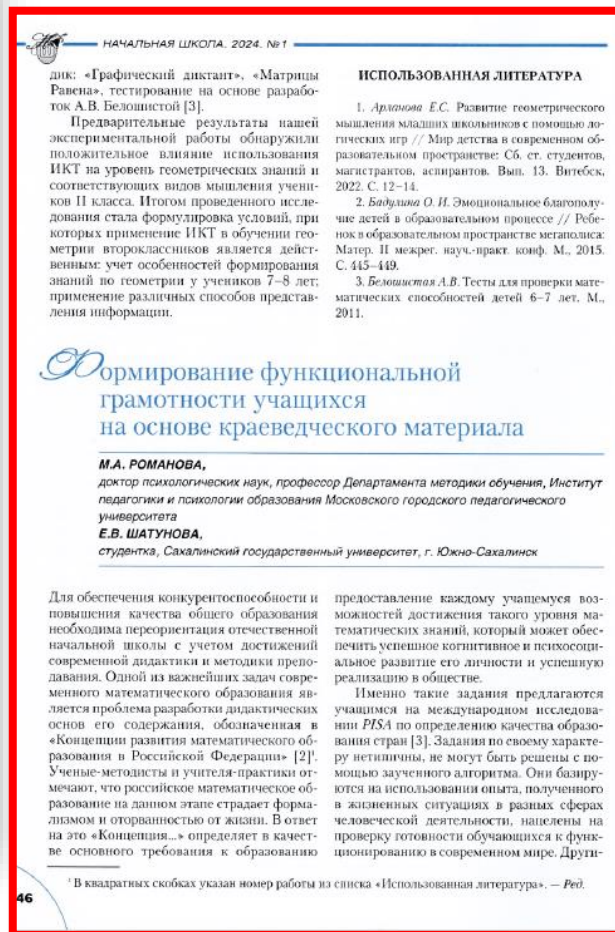 НАЧАЛЬНАЯ ШКОЛА. 2024. №1
дик: «Графический диктант», «Матрицы
Равена», тестирование на основе разрабо-
ток А.В. Белошистой [3].
Предварительные результаты нашей
экспериментальной работы обнаружили
положительное влияние использования
ИКТ на уровень геометрических знаний и
соответствующих видов мышления учени-
ков II класса. Итогом проведенного иссле-
дования стала формулировка условий, при
которых применение ИКТ в обучении гео-
метрии второклассников является дейст-
венным: учет особенностей формирования
знаний по геометрии у учеников 7–8 лет;
применение различных способов представ-
ления информации.
ИСПОЛЬЗОВАННАЯ ЛИТЕРАТУРА
1. Арланова Е.С. Развитие геометрического
мышления младших школьников с помощью ло-
гических игр // Мир детства в современном об-
разовательном пространстве: Сб. ст. студентов,
магистрантов, аспирантов. Вып. 13. Витебск,
2022. С. 12–14.
2. Бадулина О. И. Эмоциональное благополу-
чие детей в образовательном процессе // Ребе-
нок в образовательном пространстве мегаполиса:
Матер. II межрег. науч.-практ. конф. М., 2015.
С. 445–449.
3. Белошистая А.В. Тесты для проверки мате-
матических способностей детей 6–7 лет. М.,
2011.
Формирование функциональной
грамотности учащихся
на основе краеведческого материала
М.А. РОМАНОВА,
доктор психологических наук, профессор Департамента методики обучения, Институт
педагогики и психологии образования Московского городского педагогического
университета
Е.В. ШАТУНОВА,
студентка, Сахалинский государственный университет, г. Южно-Сахалинск
Для обеспечения конкурентоспособности и
повышения качества общего образования
необходима переориентация отечественной
начальной школы с учетом достижений
современной дидактики и методики препо-
давания. Одной из важнейших задач совре-
менного математического образования яв-
ляется проблема разработки дидактических
основ его содержания, обозначенная в
«Концепции развития математического об-
разования в Российской Федерации» [2]¹.
Ученые-методисты и учителя-практики от-
мечают, что российское математическое об-
разование на данном этапе страдает форма-
лизмом и оторванностью от жизни. В ответ
на это «Концепция...» определяет в качест-
ве основного требования к образованию
предоставление каждому учащемуся воз-
можностей достижения такого уровня ма-
тематических знаний, который может обес-
печить успешное когнитивное и психосоци-
альное развитие его личности и успешную
реализацию в обществе.
Именно такие задания предлагаются
учащимся на международном исследова-
нии PISA по определению качества образо-
вания стран [3]. Задания по своему характе-
ру нетипичны, не могут быть решены с по-
мощью заученного алгоритма. Они базиру-
ются на использовании опыта, полученного
в жизненных ситуациях в разных сферах
человеческой деятельности, нацелены на
проверку готовности обучающихся к функ-
ционированию в современном мире. Други-
¹ В квадратных скобках указан номер работы из списка «Использованная литература». — Ред.
46